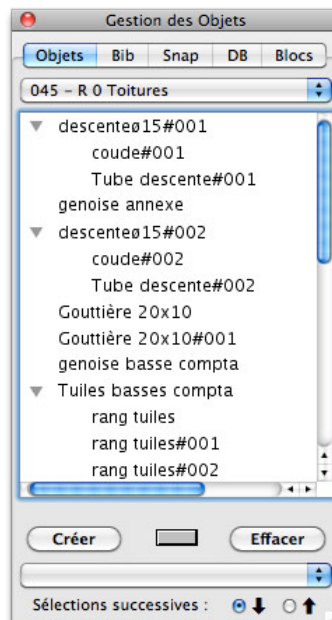 Gestion des Objets
Objets Bib Snap DB Blocs
045 – R 0 Toitures
descenteø15#001
coude#001
Tube descente#001
genoise annexe
descenteø15#002
coude#002
Tube descente#002
Gouttière 20x10
Gouttière 20x10#001
genoise basse compta
Tuiles basses compta
rang tuiles
rang tuiles#001
rang tuiles#002
Créer Effacer
Sélections successives :